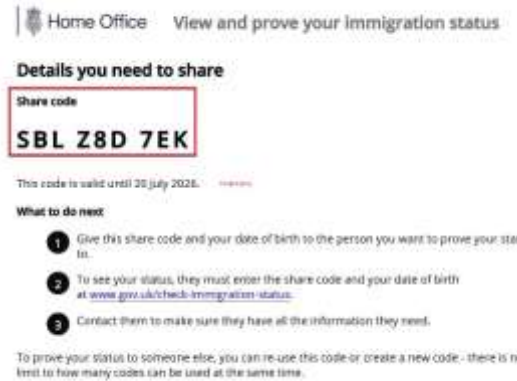 Home Office View and prove your immigration status
Details you need to share
Share code
SBL Z8D 7EK
This code is valid until 20 July 2026.
What to do next
1 Give this share code and your date of birth to the person you want to prove your
to.
2 To see your status, they must enter the share code and your date of birth
at www.gov.uk/check-immigration-status.
3 Contact them to make sure they have all the information they need.
To prove your status to someone else, you can re-use this code or create a new code - there is
limit to how many codes can be used at the same time.